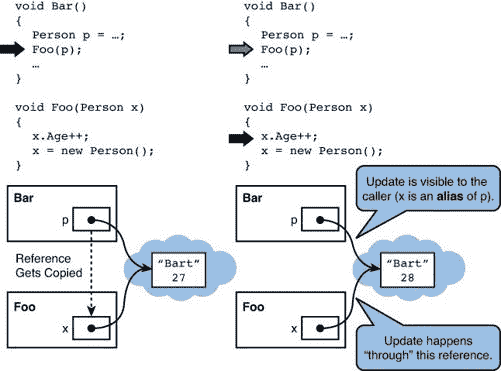 void Bar()
{
Person p = …;
Foo(p);
…
}
void Foo(Person x)
{
x.Age++;
x = new Person();
}
Bar
p
Reference
Gets Copied
"Bart"
27
Foo
x
void Bar()
{
Person p = …;
Foo(p);
…
}
void Foo(Person x)
{
x.Age++;
x = new Person();
}
Update is visible to the
caller (x is an alias of p).
Bar
p
"Bart"
28
Foo
x
Update happens
“through” this reference.